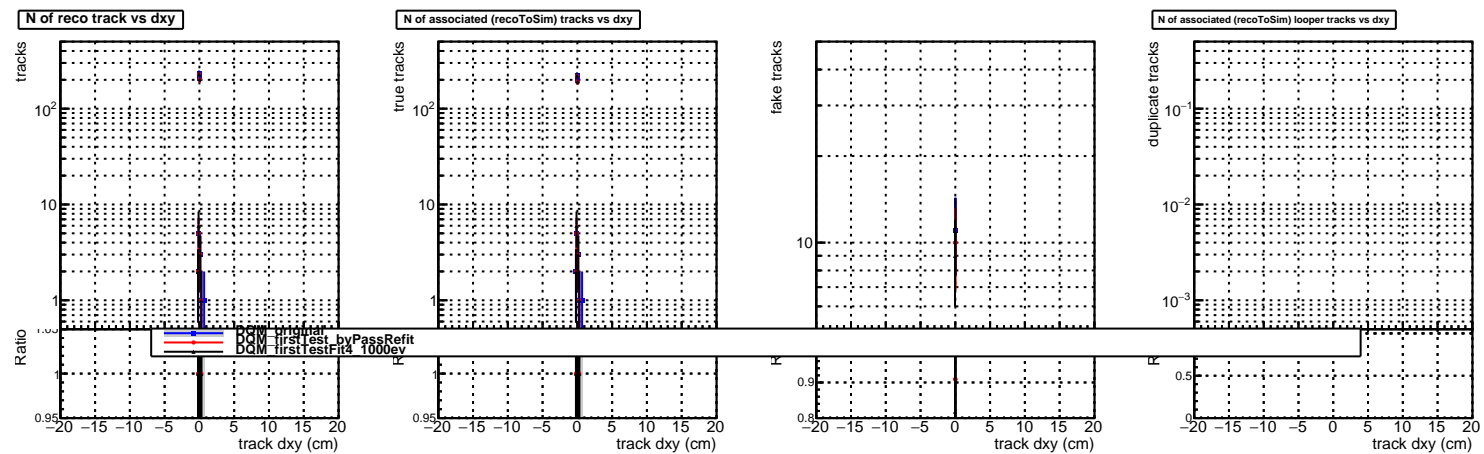 N of reco track vs dxy
tracks
10²
10
1
1.05
Ratio
1
0.95
−20 −15 −10 −5 0 5 10 15 20
track dxy (cm)
N of associated (recoToSim) tracks vs dxy
true tracks
10²
10
1
1
0.95
−20 −15 −10 −5 0 5 10 15 20
track dxy (cm)
fake tracks
10
0.9
0.8
−20 −15 −10 −5 0 5 10 15 20
track dxy (cm)
N of associated (recoToSim) looper tracks vs dxy
duplicate tracks
10⁻¹
10⁻²
10⁻³
0.5
0
−20 −15 −10 −5 0 5 10 15 20
track dxy (cm)
DQM_original
DQM_firstTest_byPassRefit
DQM_firstTestFit4_1000ev